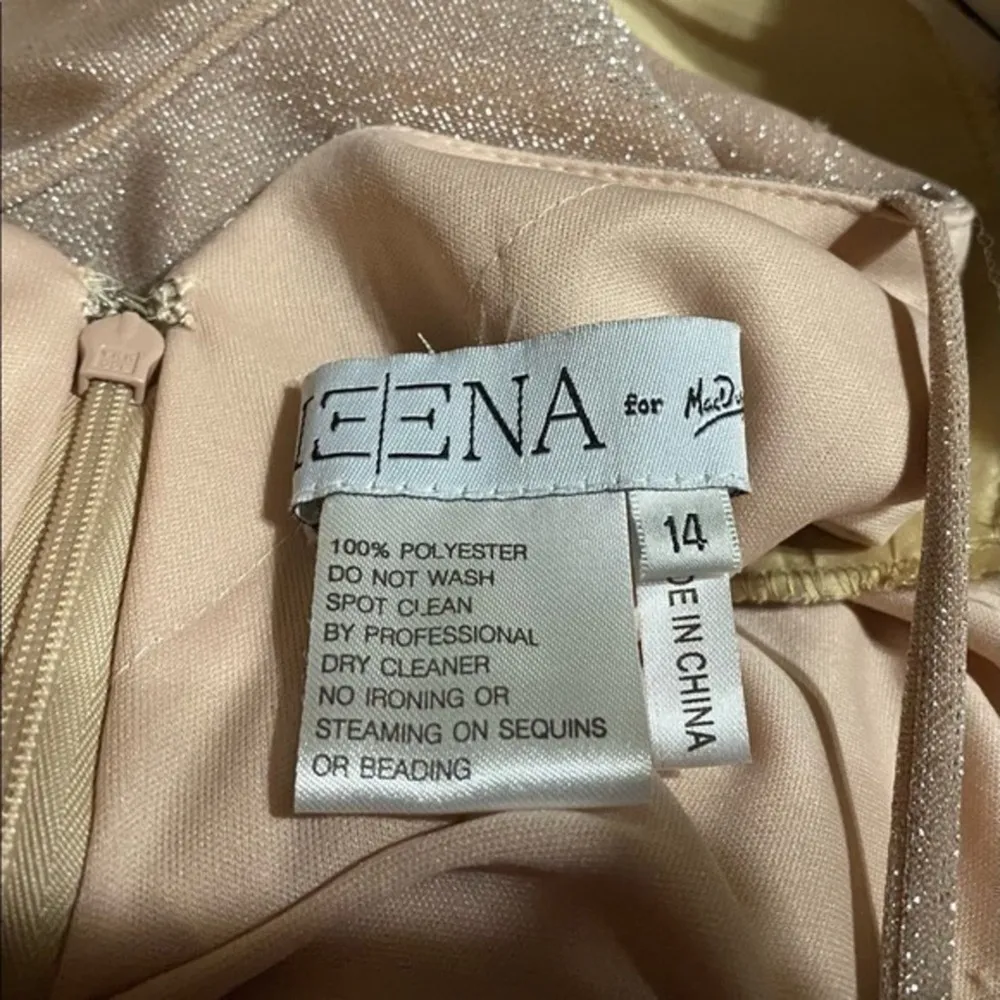 IEENA for MacDu
14
100% POLYESTER
DO NOT WASH
SPOT CLEAN
BY PROFESSIONAL
DRY CLEANER
NO IRONING OR
STEAMING ON SEQUINS
OR BEADING
DE IN CHINA